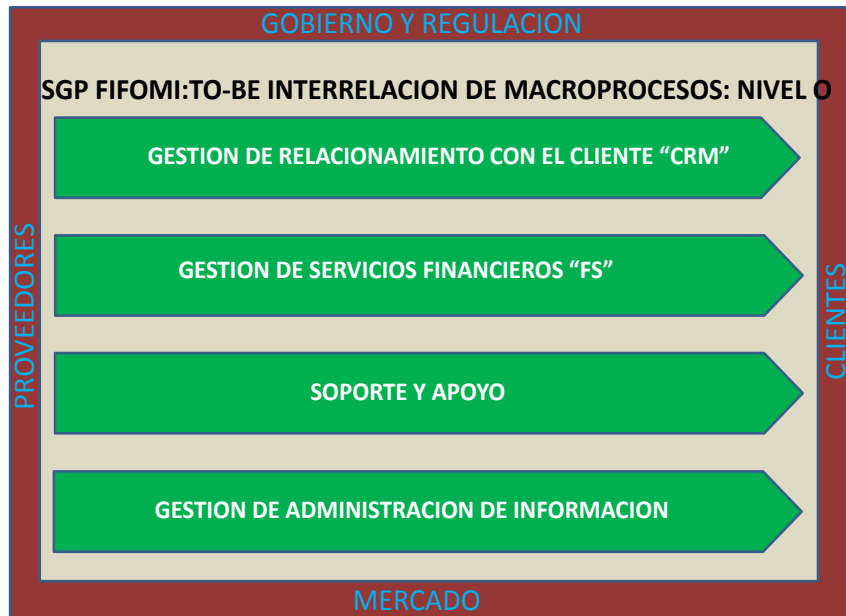 GOBIERNO Y REGULACION
SGP FIFOMI:TO-BE INTERRELACION DE MACROPROCESOS: NIVEL O
GESTION DE RELACIONAMIENTO CON EL CLIENTE “CRM”
GESTION DE SERVICIOS FINANCIEROS “FS”
SOPORTE Y APOYO
GESTION DE ADMINISTRACION DE INFORMACION
PROVEEDORES
CLIENTES
MERCADO